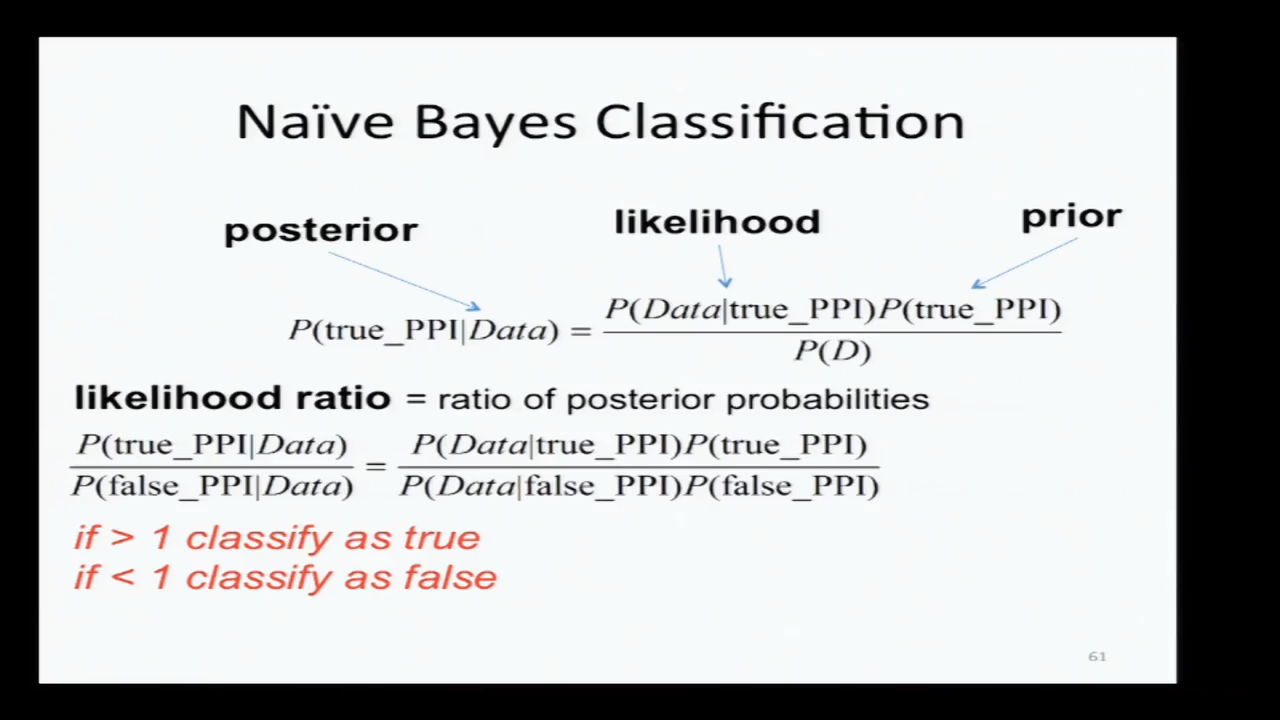 Naïve Bayes Classification
posterior
likelihood
prior
P(true_PPI|Data) = P(Data|true_PPI)P(true_PPI) / P(D)
likelihood ratio = ratio of posterior probabilities
P(true_PPI|Data) / P(false_PPI|Data) = P(Data|true_PPI)P(true_PPI) / P(Data|false_PPI)P(false_PPI)
if > 1 classify as true
if < 1 classify as false
61